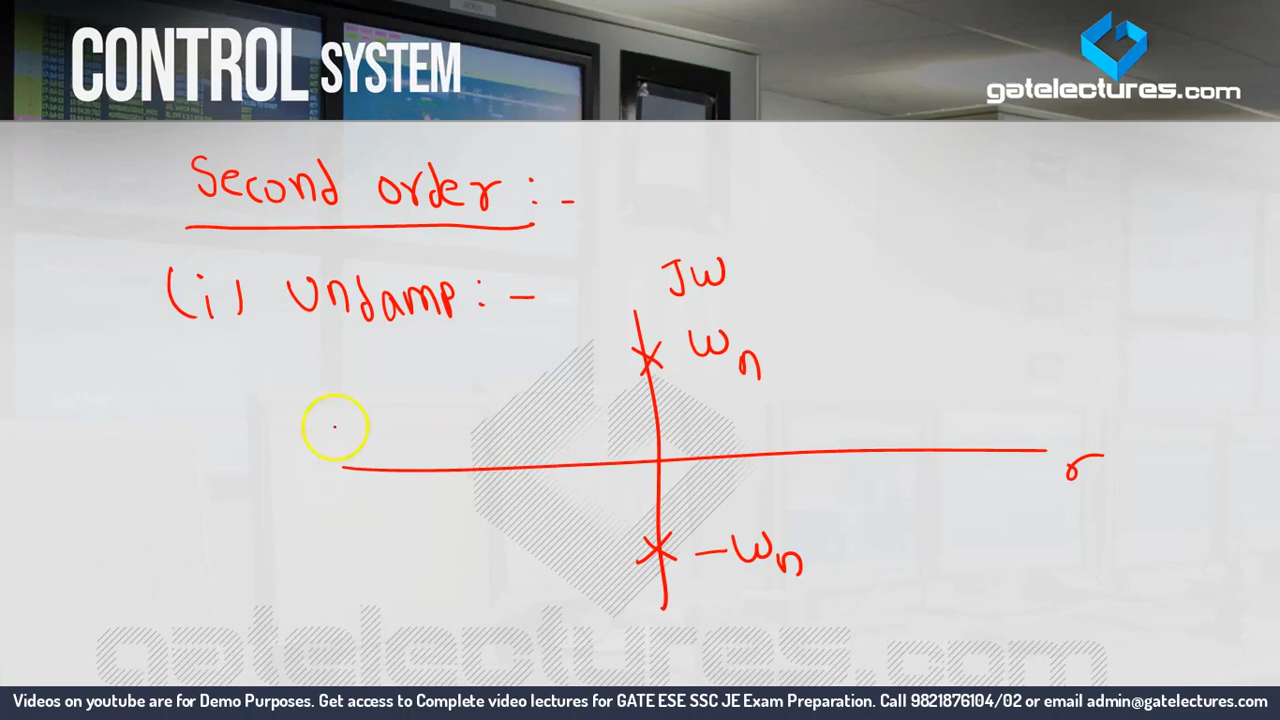 CONTROL SYSTEM
gatelectures.com
Second order :-
(i) Undamp :-
Jω
ωn
σ
-ωn
gatelectures.com
Videos on youtube are for Demo Purposes. Get access to Complete video lectures for GATE ESE SSC JE Exam Preparation. Call 9821876104/02 or email admin@gatelectures.com